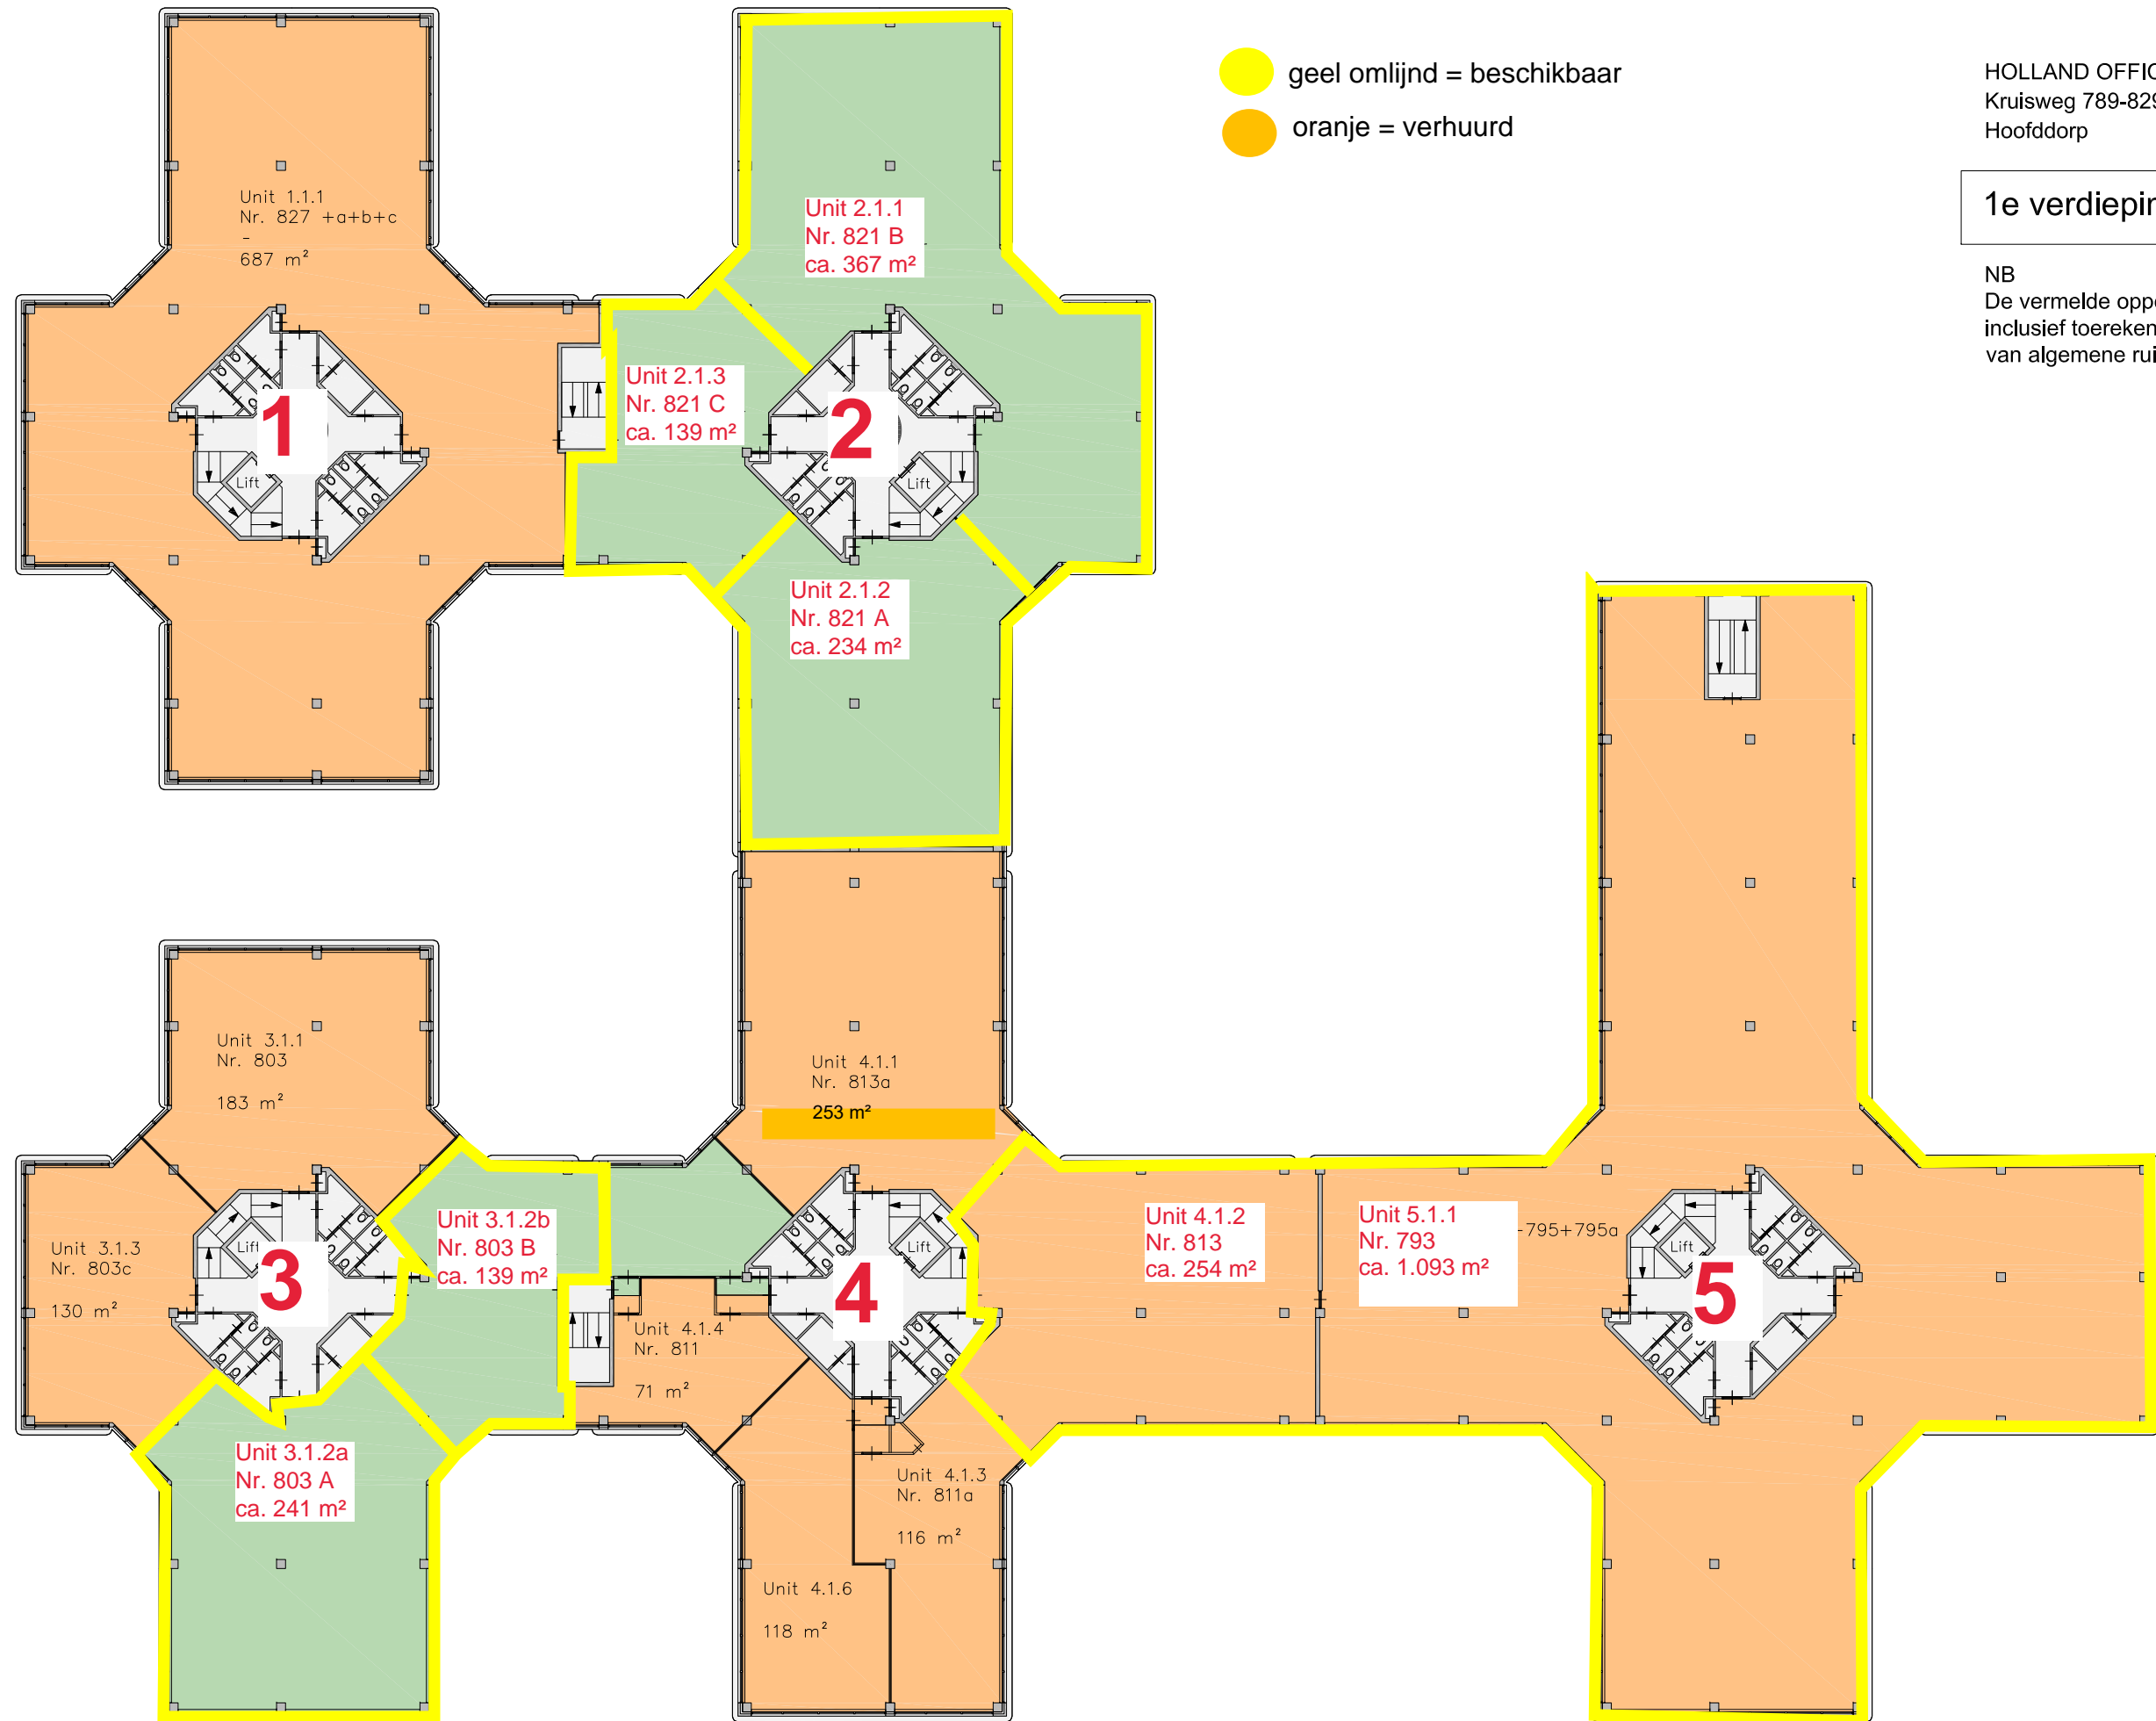 geel omlijnd = beschikbaar
oranje = verhuurd
HOLLAND OFFIC
Kruisweg 789-829
Hoofddorp
1e verdiepin
NB
De vermelde oppe
inclusief toereken
van algemene rui
Unit 1.1.1
Nr. 827 +a+b+c
-
687 m²
1
Lift
Unit 2.1.1
Nr. 821 B
ca. 367 m²
Unit 2.1.3
Nr. 821 C
ca. 139 m²
2
Lift
Unit 2.1.2
Nr. 821 A
ca. 234 m²
Unit 3.1.1
Nr. 803
183 m²
Unit 4.1.1
Nr. 813a
253 m²
Unit 3.1.3
Nr. 803c
130 m²
Lift
3
Unit 3.1.2b
Nr. 803 B
ca. 139 m²
Unit 3.1.2a
Nr. 803 A
ca. 241 m²
Unit 4.1.4
Nr. 811
71 m²
Lift
4
Unit 4.1.2
Nr. 813
ca. 254 m²
Unit 5.1.1
Nr. 793
ca. 1.093 m²
-795+795a
Lift
5
Unit 4.1.3
Nr. 811a
116 m²
Unit 4.1.6
118 m²